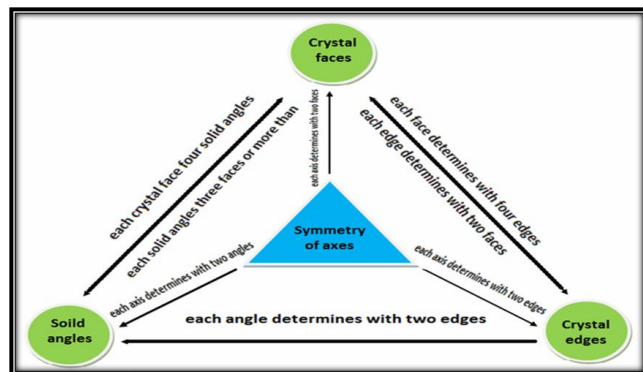 Crystal
faces
each crystal face four solid angles
each solid angles three faces or more than
each axis determines with two faces
each face determines with four edges
each edge determines with two faces
Symmetry
of axes
each axis determines with two angles
each axis determines with two edges
Soild
angles
each angle determines with two edges
Crystal
edges